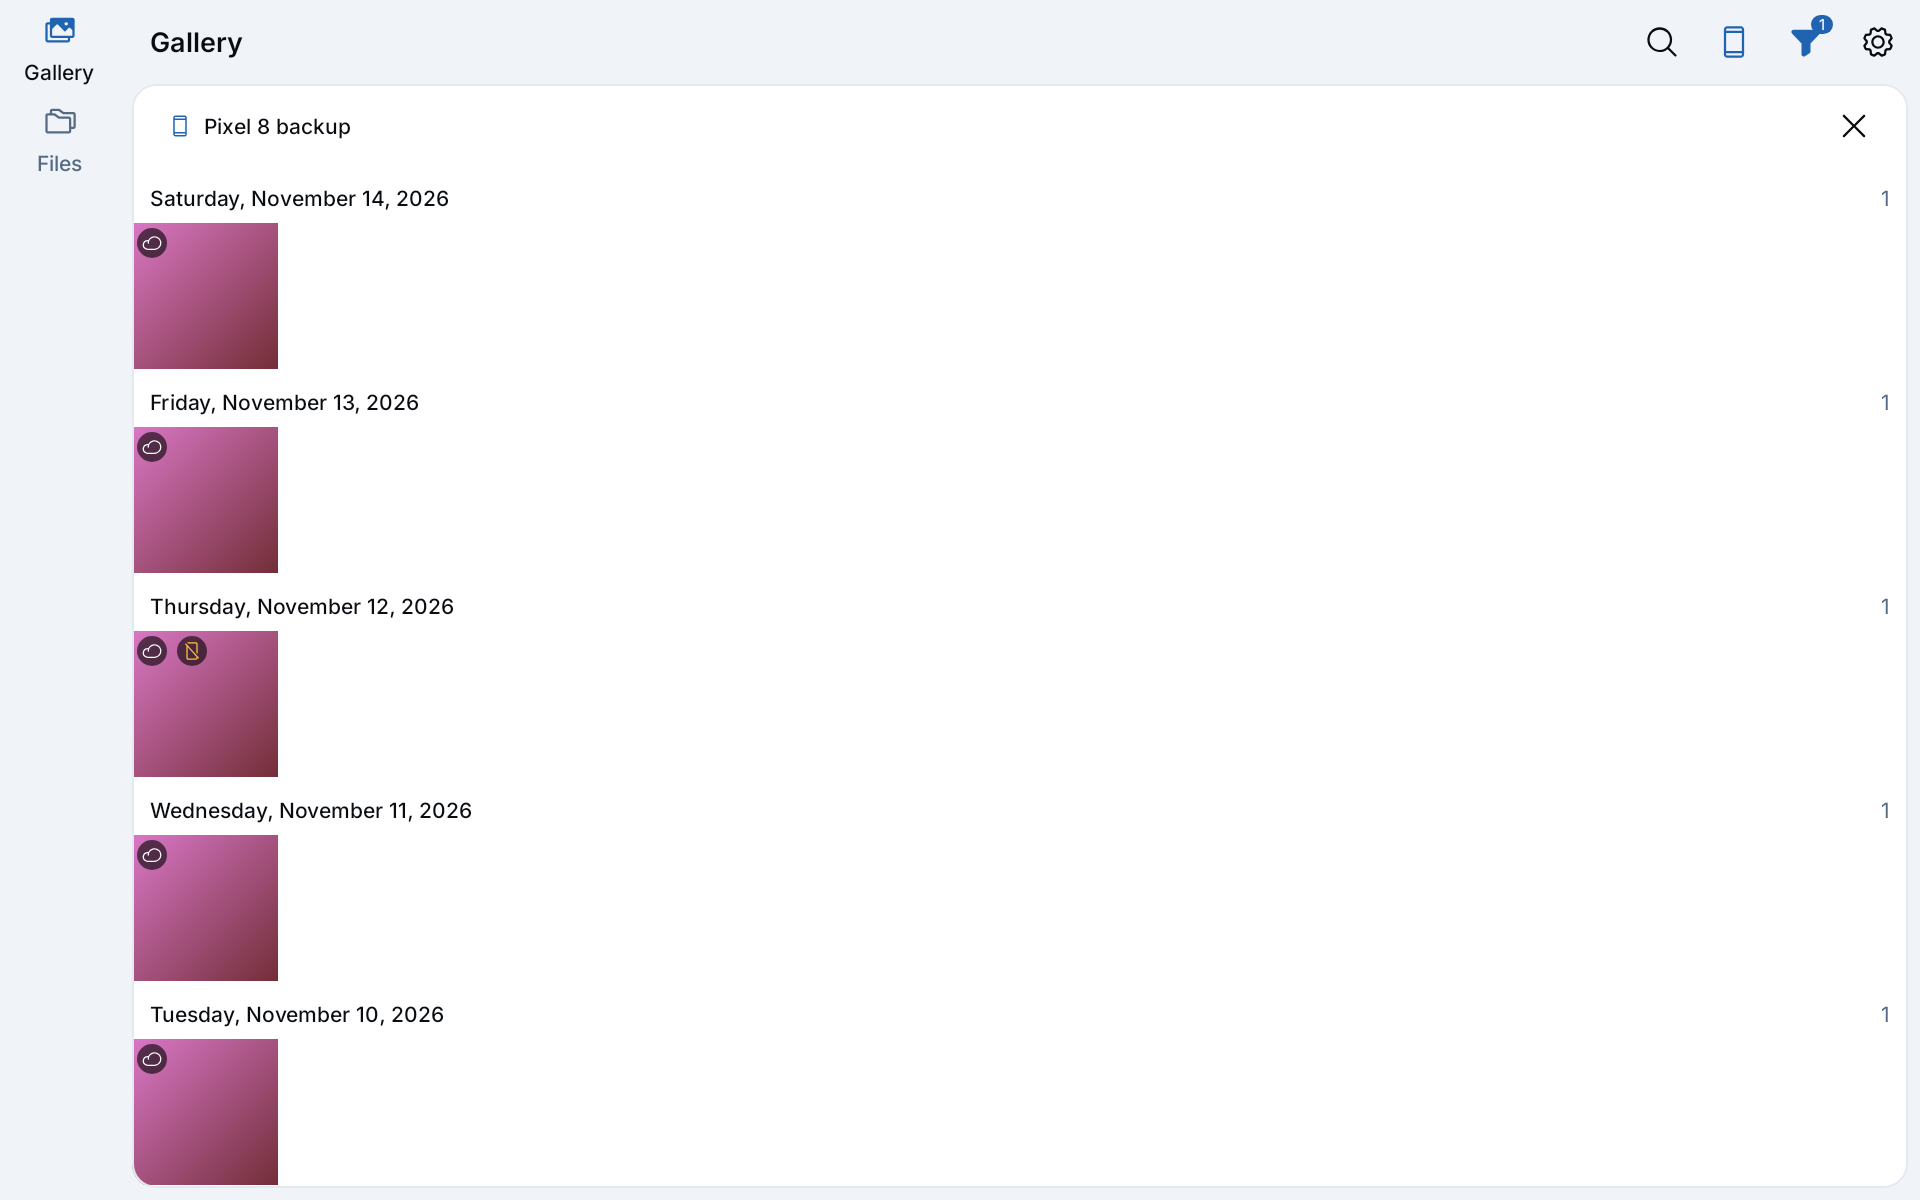 Gallery
Files
Gallery
1
Pixel 8 backup
Saturday, November 14, 2026
1
Friday, November 13, 2026
1
Thursday, November 12, 2026
1
Wednesday, November 11, 2026
1
Tuesday, November 10, 2026
1